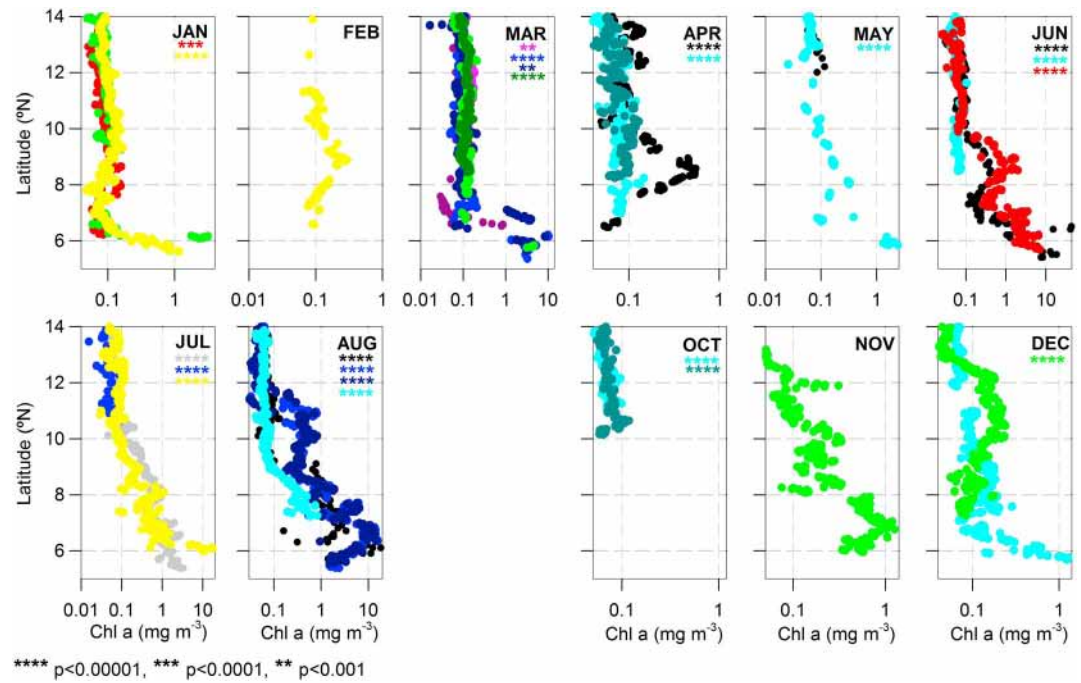 JAN
***
****
FEB
MAR
**
****
**
****
APR
****
****
MAY
****
JUN
****
****
****
Latitude (ºN)
14
12
10
8
6
0.1 1
0.01 0.1 1
0.01 0.1 1 10
0.1 1
0.01 0.1 1
0.1 1 10
JUL
****
****
****
AUG
****
****
****
****
OCT
****
****
NOV
DEC
****
Latitude (ºN)
14
12
10
8
6
0.01 0.1 1 10
0.1 1 10
0.1 1
0.1 1
0.1 1
Chl a (mg m⁻³) Chl a (mg m⁻³) Chl a (mg m⁻³) Chl a (mg m⁻³) Chl a (mg m⁻³)
**** p<0.00001, *** p<0.0001, ** p<0.001